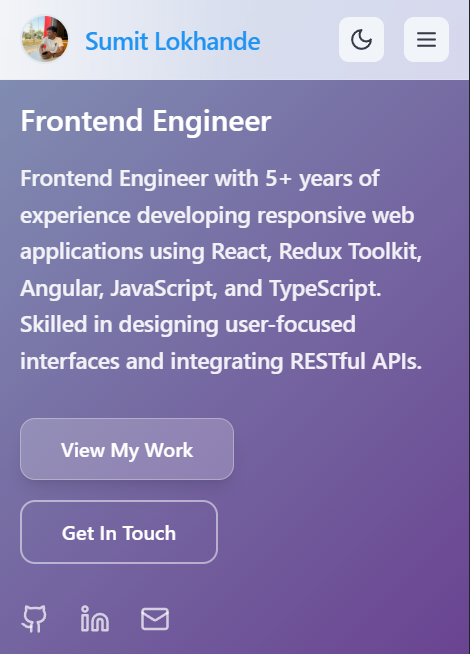 Sumit Lokhande
Frontend Engineer
Frontend Engineer with 5+ years of
experience developing responsive web
applications using React, Redux Toolkit,
Angular, JavaScript, and TypeScript.
Skilled in designing user-focused
interfaces and integrating RESTful APIs.
View My Work
Get In Touch